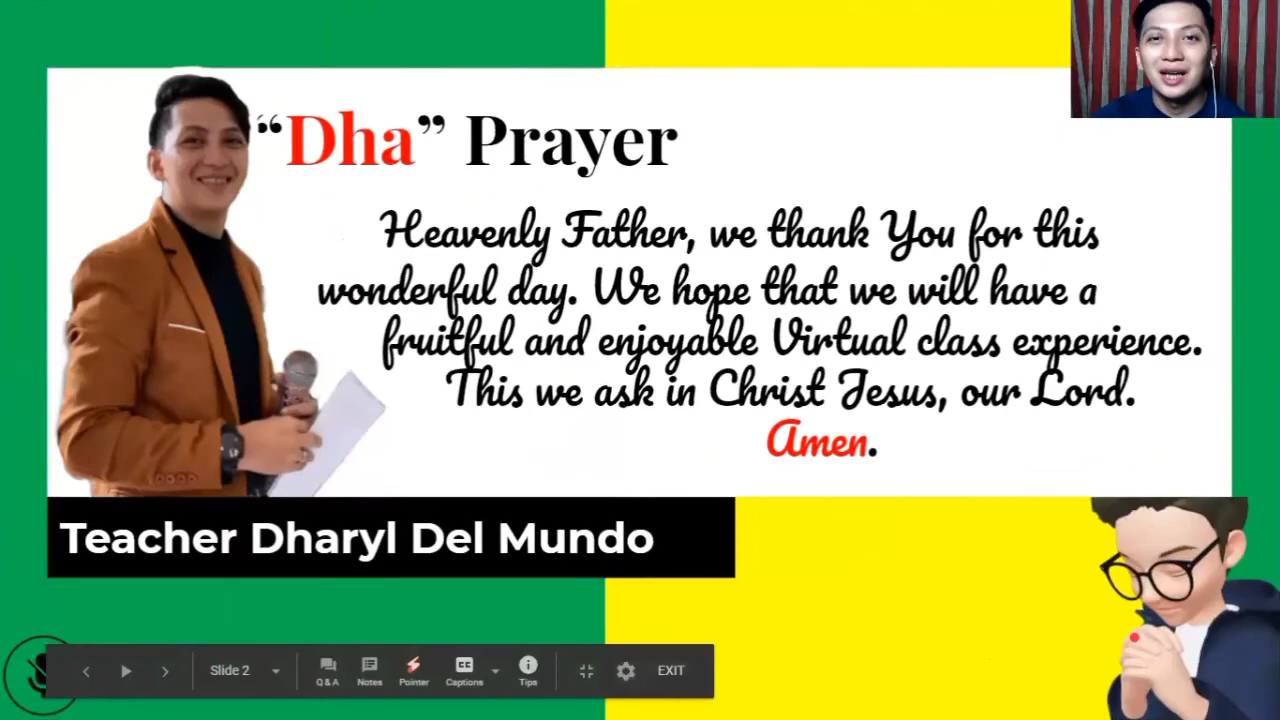 “Dha” Prayer
Heavenly Father, we thank You for this
wonderful day. We hope that we will have a
fruitful and enjoyable Virtual class experience.
This we ask in Christ Jesus, our Lord.
Amen.
Teacher Dharyl Del Mundo
Slide 2
Q & A
Notes
Pointer
CC
Captions
Tips
EXIT